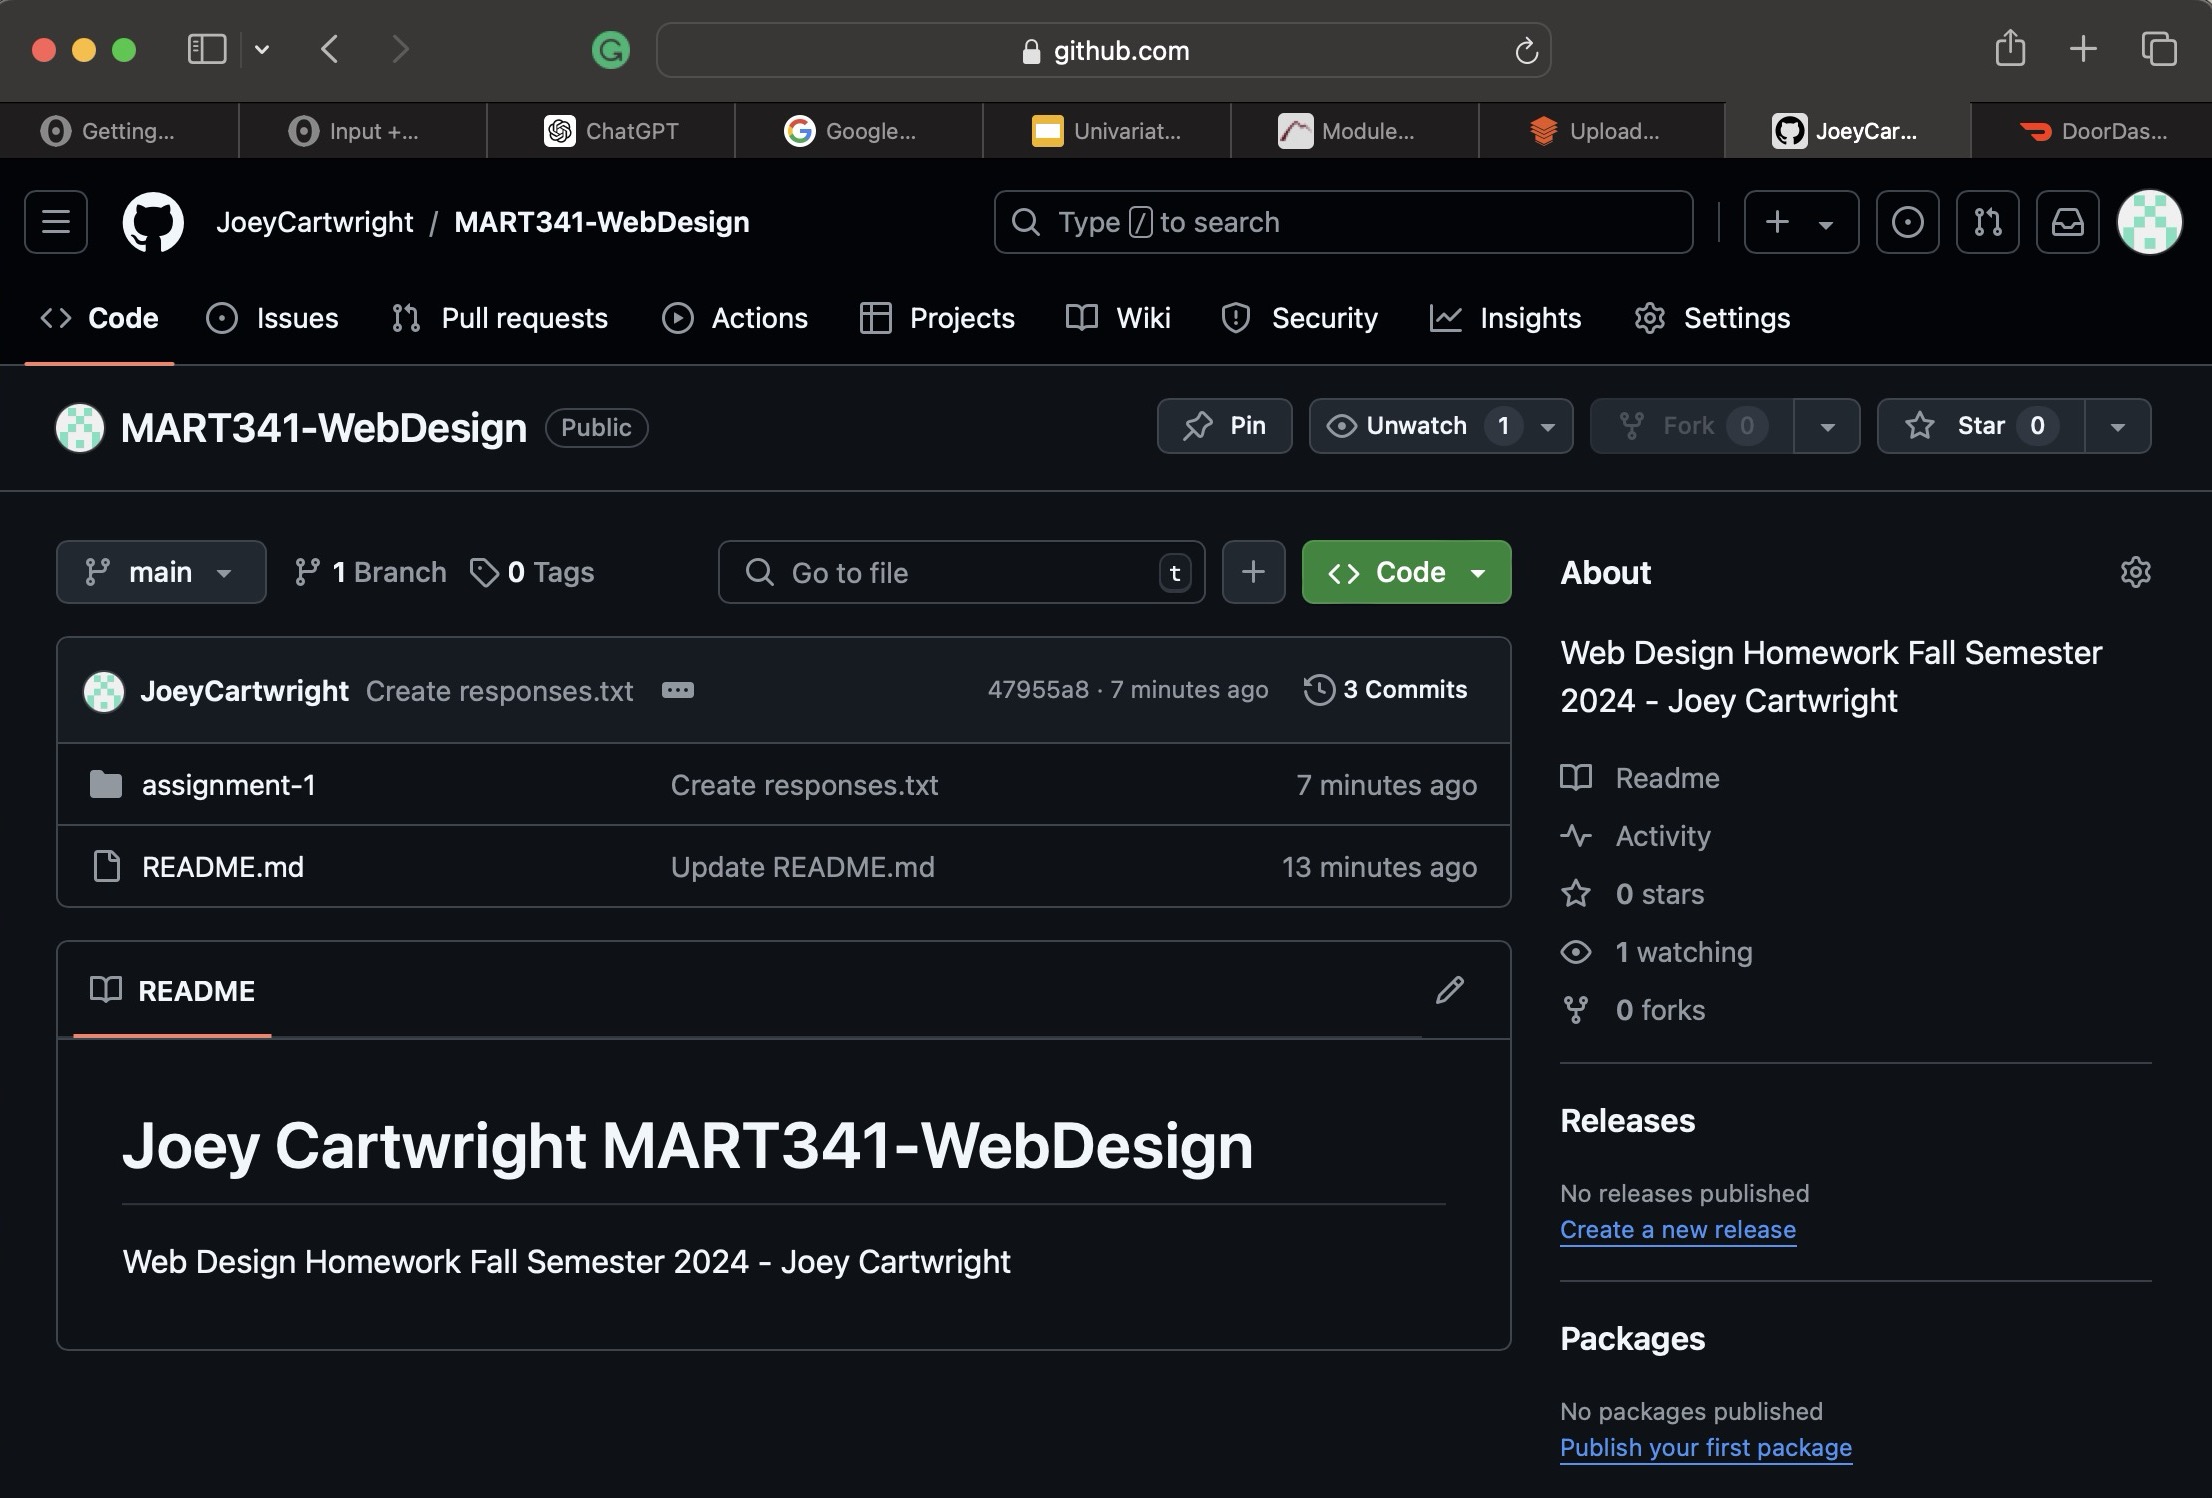 github.com
Getting...
Input +...
ChatGPT
Google...
Univariat...
Module...
Upload...
JoeyCar...
DoorDas...
JoeyCartwright / MART341-WebDesign
Type / to search
Code
Issues
Pull requests
Actions
Projects
Wiki
Security
Insights
Settings
MART341-WebDesign Public
Pin
Unwatch 1
Fork 0
Star 0
main
1 Branch
0 Tags
Go to file t
Code
JoeyCartwright Create responses.txt 47955a8 · 7 minutes ago 3 Commits
assignment-1 Create responses.txt 7 minutes ago
README.md Update README.md 13 minutes ago
README
Joey Cartwright MART341-WebDesign
Web Design Homework Fall Semester 2024 - Joey Cartwright
About
Web Design Homework Fall Semester
2024 - Joey Cartwright
Readme
Activity
0 stars
1 watching
0 forks
Releases
No releases published
Create a new release
Packages
No packages published
Publish your first package